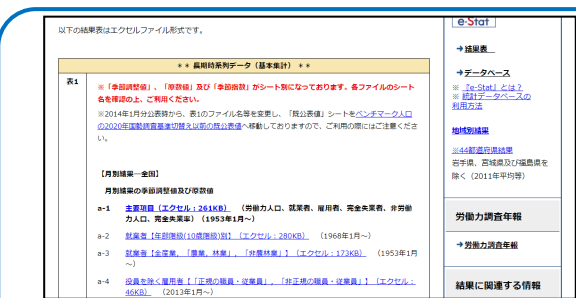 以下の結果表はエクセルファイル形式です。
＊＊ 長期時系列データ（基本集計） ＊＊
表1
※「季節調整値」、「原数値」及び「季節指数」がシート別になっております。各ファイルのシート
名を確認の上、ご利用ください。
※2014年1月分公表時から、表1のファイル名等を変更し、「既公表値」シートをベンチマーク人口
の2020年国勢調査基準切替え以前の既公表値へ移動しておりますので、ご利用の際にはご注意くださ
い。
【月別結果―全国】
月別結果の季節調整値及び原数値
a-1 主要項目（エクセル：261KB） （労働力人口、就業者、雇用者、完全失業者、非労働
力人口、完全失業率）（1953年1月～）
a-2 就業者【年齢階級(10歳階級)別】（エクセル：280KB） （1968年1月～）
a-3 就業者【全産業，「農業，林業」，「非農林業」】（エクセル：173KB） （1953年1月
～）
a-4 役員を除く雇用者【「正規の職員・従業員」，「非正規の職員・従業員」】（エクセル：
46KB） （2013年1月～）
e-Stat
→結果表
→データベース
※ 『e-Stat』とは？
※ 統計データベースの
利用方法
地域別結果
※44都道府県結果
岩手県、宮城県及び福島県を
除く（2011年平均等）
労働力調査年報
→労働力調査年報
結果に関連する情報